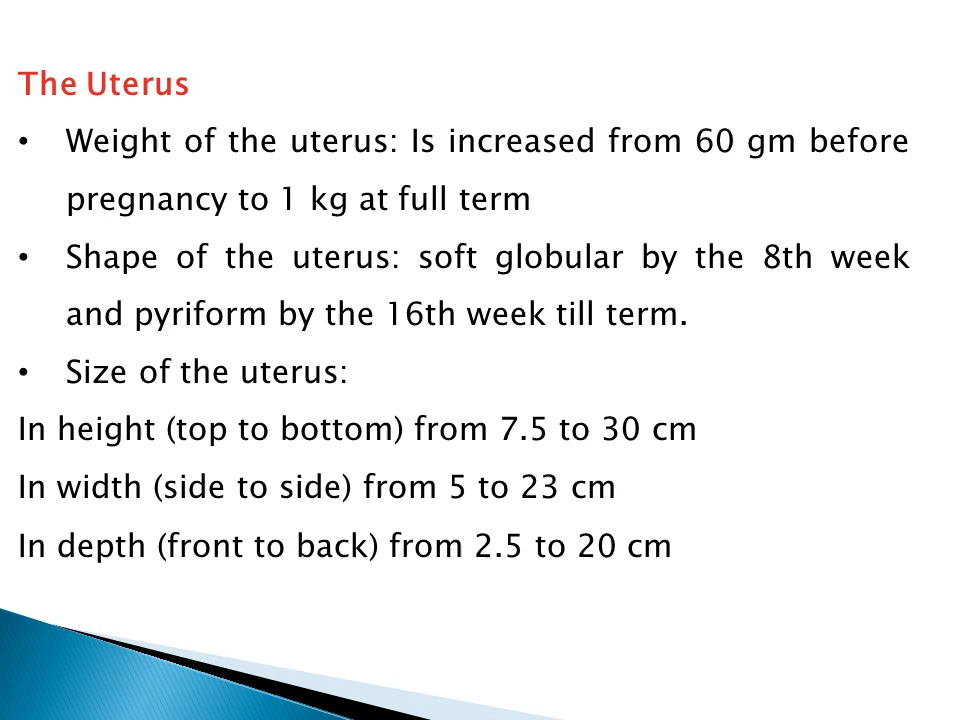 The Uterus
• Weight of the uterus: Is increased from 60 gm before
pregnancy to 1 kg at full term
• Shape of the uterus: soft globular by the 8th week
and pyriform by the 16th week till term.
• Size of the uterus:
In height (top to bottom) from 7.5 to 30 cm
In width (side to side) from 5 to 23 cm
In depth (front to back) from 2.5 to 20 cm